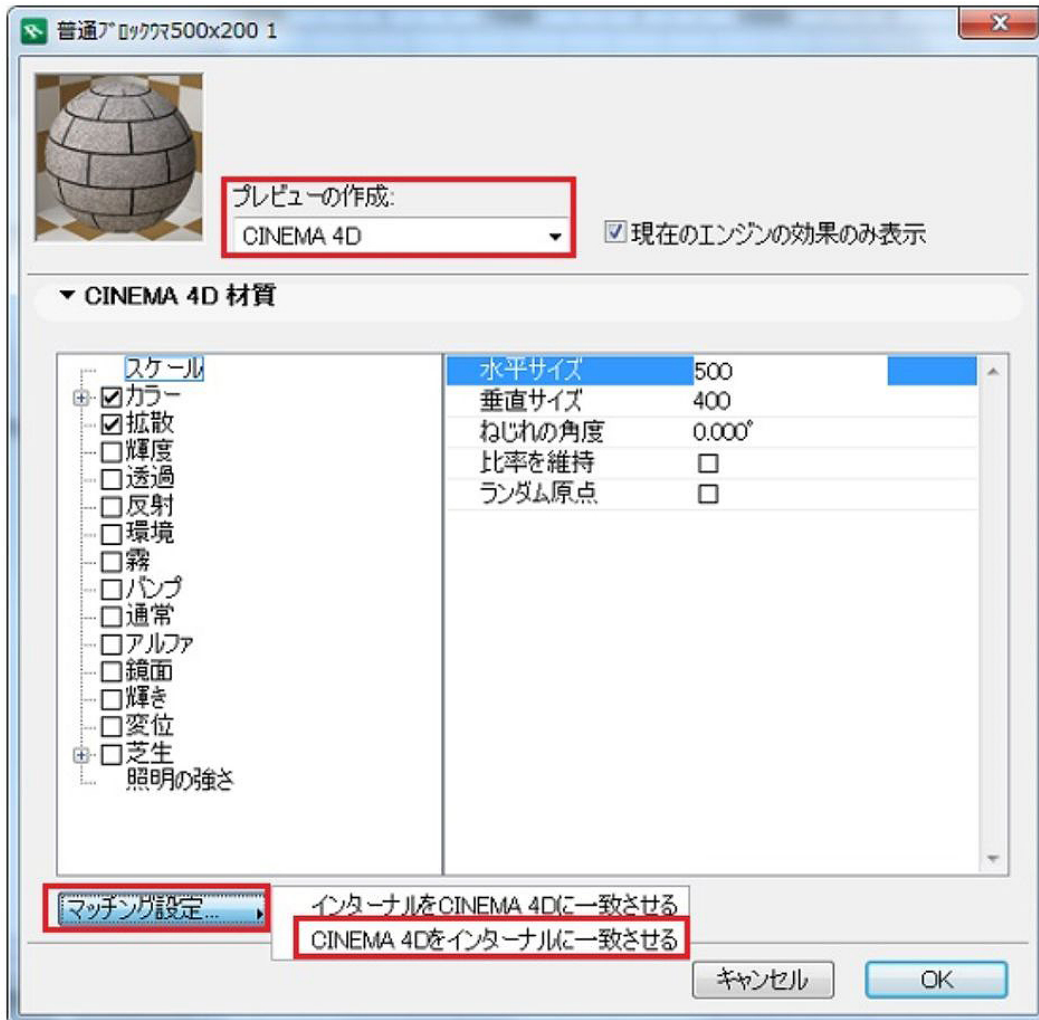 普通ﾌﾞﾛｯｸｳﾏ500x200 1
プレビューの作成:
CINEMA 4D
現在のエンジンの効果のみ表示
CINEMA 4D 材質
スケール
カラー
拡散
輝度
透過
反射
環境
霧
バンプ
通常
アルファ
鏡面
輝き
変位
芝生
照明の強さ
水平サイズ 500
垂直サイズ 400
ねじれの角度 0.000°
比率を維持
ランダム原点
マッチング設定...
インターナルをCINEMA 4Dに一致させる
CINEMA 4Dをインターナルに一致させる
キャンセル
OK